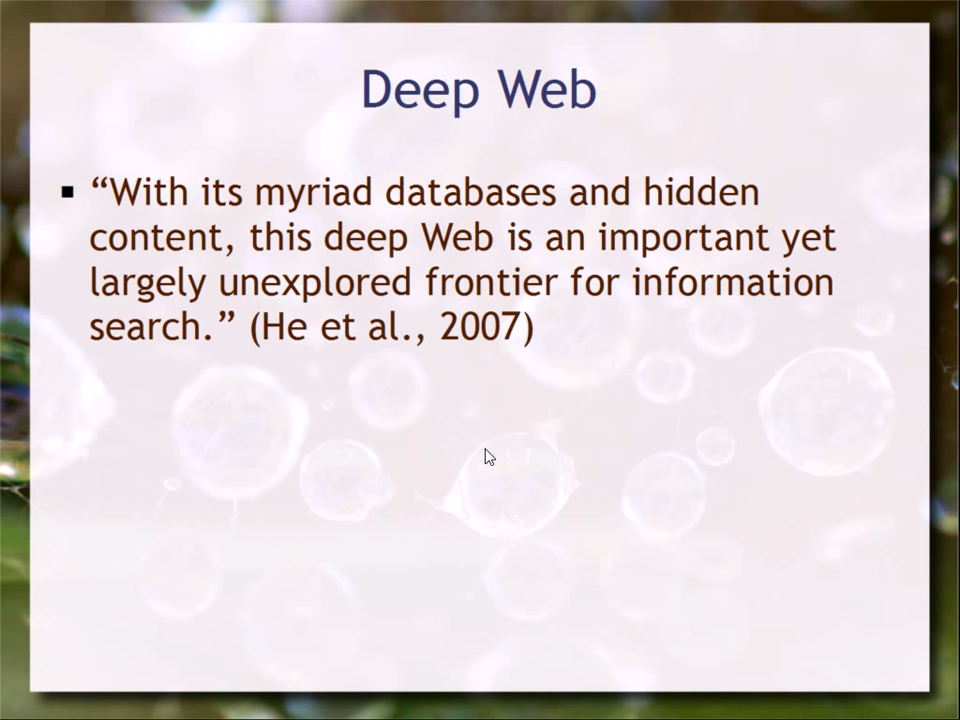 Deep Web
▪ “With its myriad databases and hidden
content, this deep Web is an important yet
largely unexplored frontier for information
search.” (He et al., 2007)